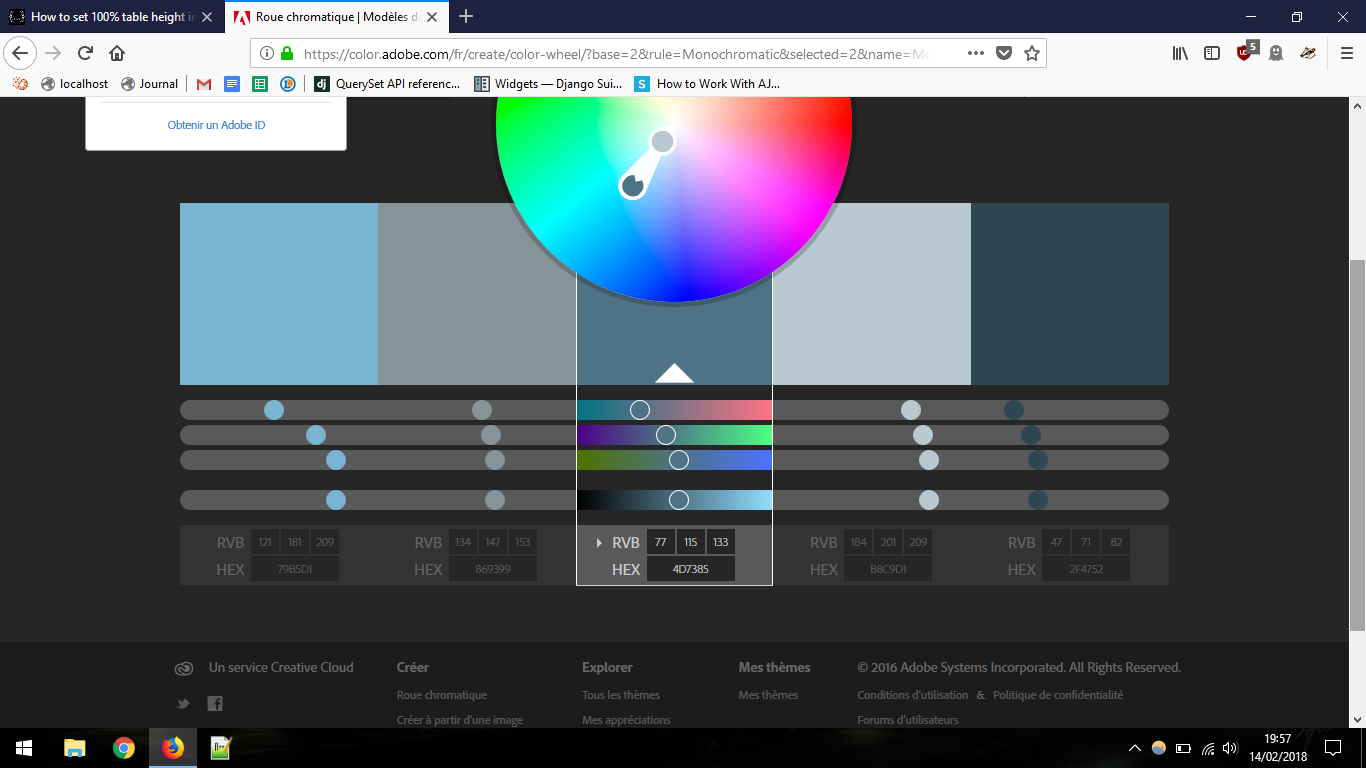 How to set 100% table height in
Roue chromatique | Modèles d
https://color.adobe.com/fr/create/color-wheel/?base=2&rule=Monochromatic&selected=2&name=Mo
5
localhost
Journal
QuerySet API referenc...
Widgets — Django Sui...
How to Work With AJ...
Obtenir un Adobe ID
RVB 121 181 209
RVB 134 147 153
RVB 77 115 133
RVB 184 201 209
RVB 47 71 82
HEX 79B5D1
HEX 869399
HEX 4D7385
HEX B8C9D1
HEX 2F4752
Un service Creative Cloud
Créer
Explorer
Mes thèmes
© 2016 Adobe Systems Incorporated. All Rights Reserved.
Roue chromatique
Tous les thèmes
Mes thèmes
Conditions d'utilisation & Politique de confidentialité
Créer à partir d'une image
Mes appréciations
Forums d'utilisateurs
19:57
14/02/2018